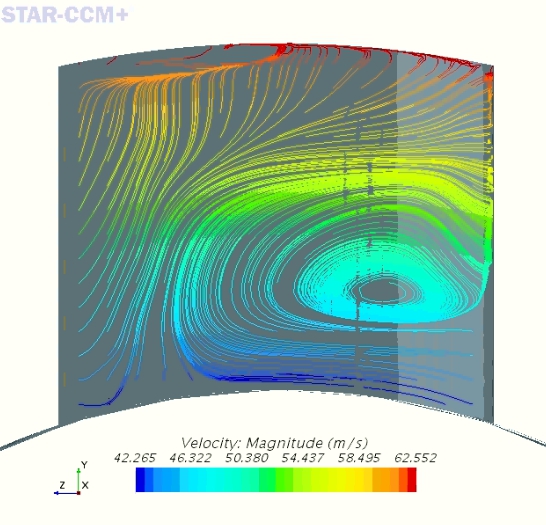 STAR-CCM+
Velocity: Magnitude (m/s)
42.265 46.322 50.380 54.437 58.495 62.552
Y
Z X